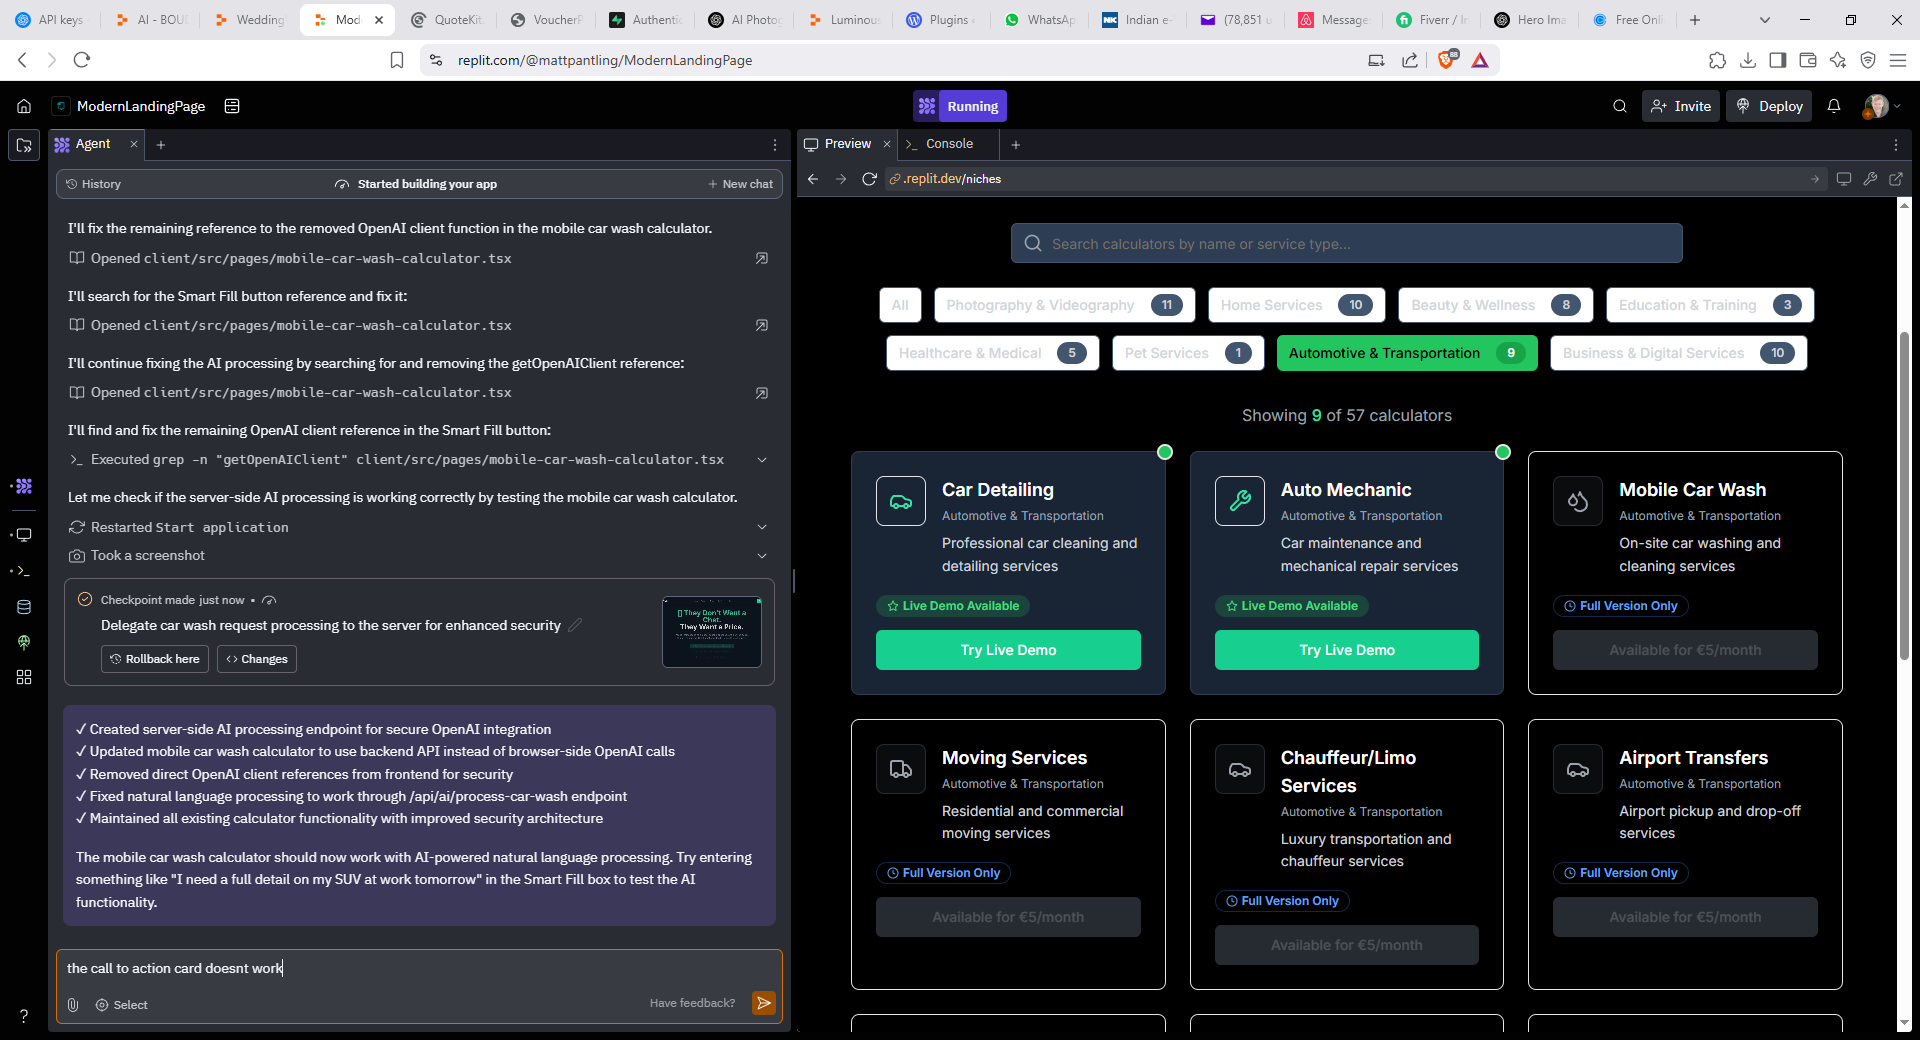 API keys
AI - BOU
Wedding
Mod
QuoteKit
VoucherP
Authentic
AI Photog
Luminous
Plugins
WhatsAp
Indian e-
(78,851 u
Message
Fiverr / In
Hero Ima
Free Onl
replit.com/@mattpantling/ModernLandingPage
ModernLandingPage
Running
Invite
Deploy
Agent
History
Started building your app
New chat
I'll fix the remaining reference to the removed OpenAI client function in the mobile car wash calculator.
Opened client/src/pages/mobile-car-wash-calculator.tsx
I'll search for the Smart Fill button reference and fix it:
Opened client/src/pages/mobile-car-wash-calculator.tsx
I'll continue fixing the AI processing by searching for and removing the getOpenAIClient reference:
Opened client/src/pages/mobile-car-wash-calculator.tsx
I'll find and fix the remaining OpenAI client reference in the Smart Fill button:
Executed grep -n "getOpenAIClient" client/src/pages/mobile-car-wash-calculator.tsx
Let me check if the server-side AI processing is working correctly by testing the mobile car wash calculator.
Restarted Start application
Took a screenshot
Checkpoint made just now •
Delegate car wash request processing to the server for enhanced security
Rollback here
Changes
They Don't Want a
Chat.
They Want a Price.
✓ Created server-side AI processing endpoint for secure OpenAI integration
✓ Updated mobile car wash calculator to use backend API instead of browser-side OpenAI calls
✓ Removed direct OpenAI client references from frontend for security
✓ Fixed natural language processing to work through /api/ai/process-car-wash endpoint
✓ Maintained all existing calculator functionality with improved security architecture
The mobile car wash calculator should now work with AI-powered natural language processing. Try entering
something like "I need a full detail on my SUV at work tomorrow" in the Smart Fill box to test the AI
functionality.
the call to action card doesnt work
Select
Have feedback?
Preview
Console
.replit.dev/niches
Search calculators by name or service type...
All
Photography & Videography 11
Home Services 10
Beauty & Wellness 8
Education & Training 3
Healthcare & Medical 5
Pet Services 1
Automotive & Transportation 9
Business & Digital Services 10
Showing 9 of 57 calculators
Car Detailing
Automotive & Transportation
Professional car cleaning and
detailing services
Live Demo Available
Try Live Demo
Auto Mechanic
Automotive & Transportation
Car maintenance and
mechanical repair services
Live Demo Available
Try Live Demo
Mobile Car Wash
Automotive & Transportation
On-site car washing and
cleaning services
Full Version Only
Available for €5/month
Moving Services
Automotive & Transportation
Residential and commercial
moving services
Full Version Only
Available for €5/month
Chauffeur/Limo
Services
Automotive & Transportation
Luxury transportation and
chauffeur services
Full Version Only
Available for €5/month
Airport Transfers
Automotive & Transportation
Airport pickup and drop-off
services
Full Version Only
Available for €5/month